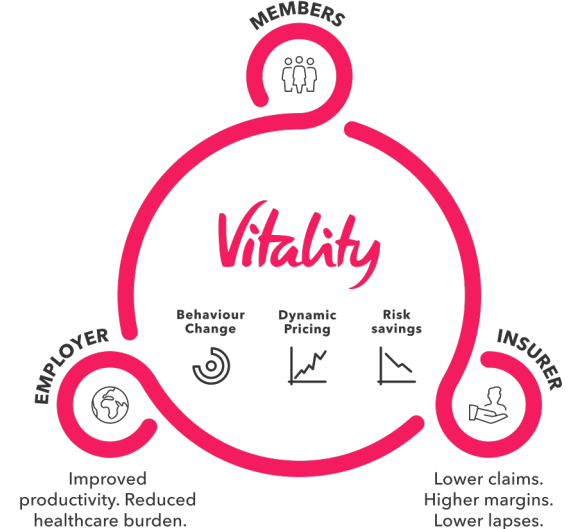 MEMBERS
Vitality
Behaviour
Change
Dynamic
Pricing
Risk
savings
EMPLOYER
INSURER
Improved
productivity. Reduced
healthcare burden.
Lower claims.
Higher margins.
Lower lapses.